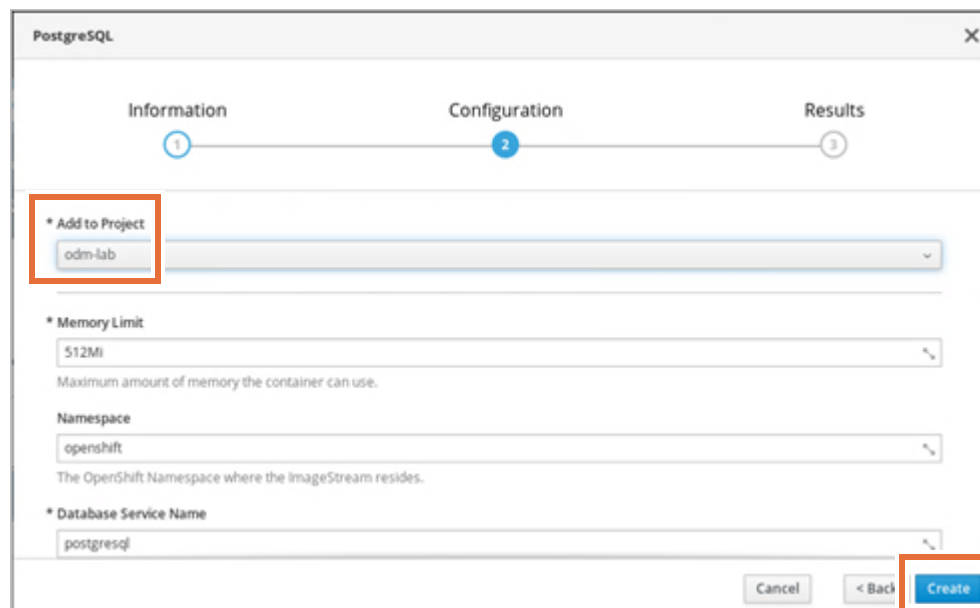 PostgreSQL
Information Configuration Results
1 2 3
* Add to Project
odm-lab
* Memory Limit
512Mi
Maximum amount of memory the container can use.
Namespace
openshift
The OpenShift Namespace where the ImageStream resides.
* Database Service Name
postgresql
Cancel < Back Create